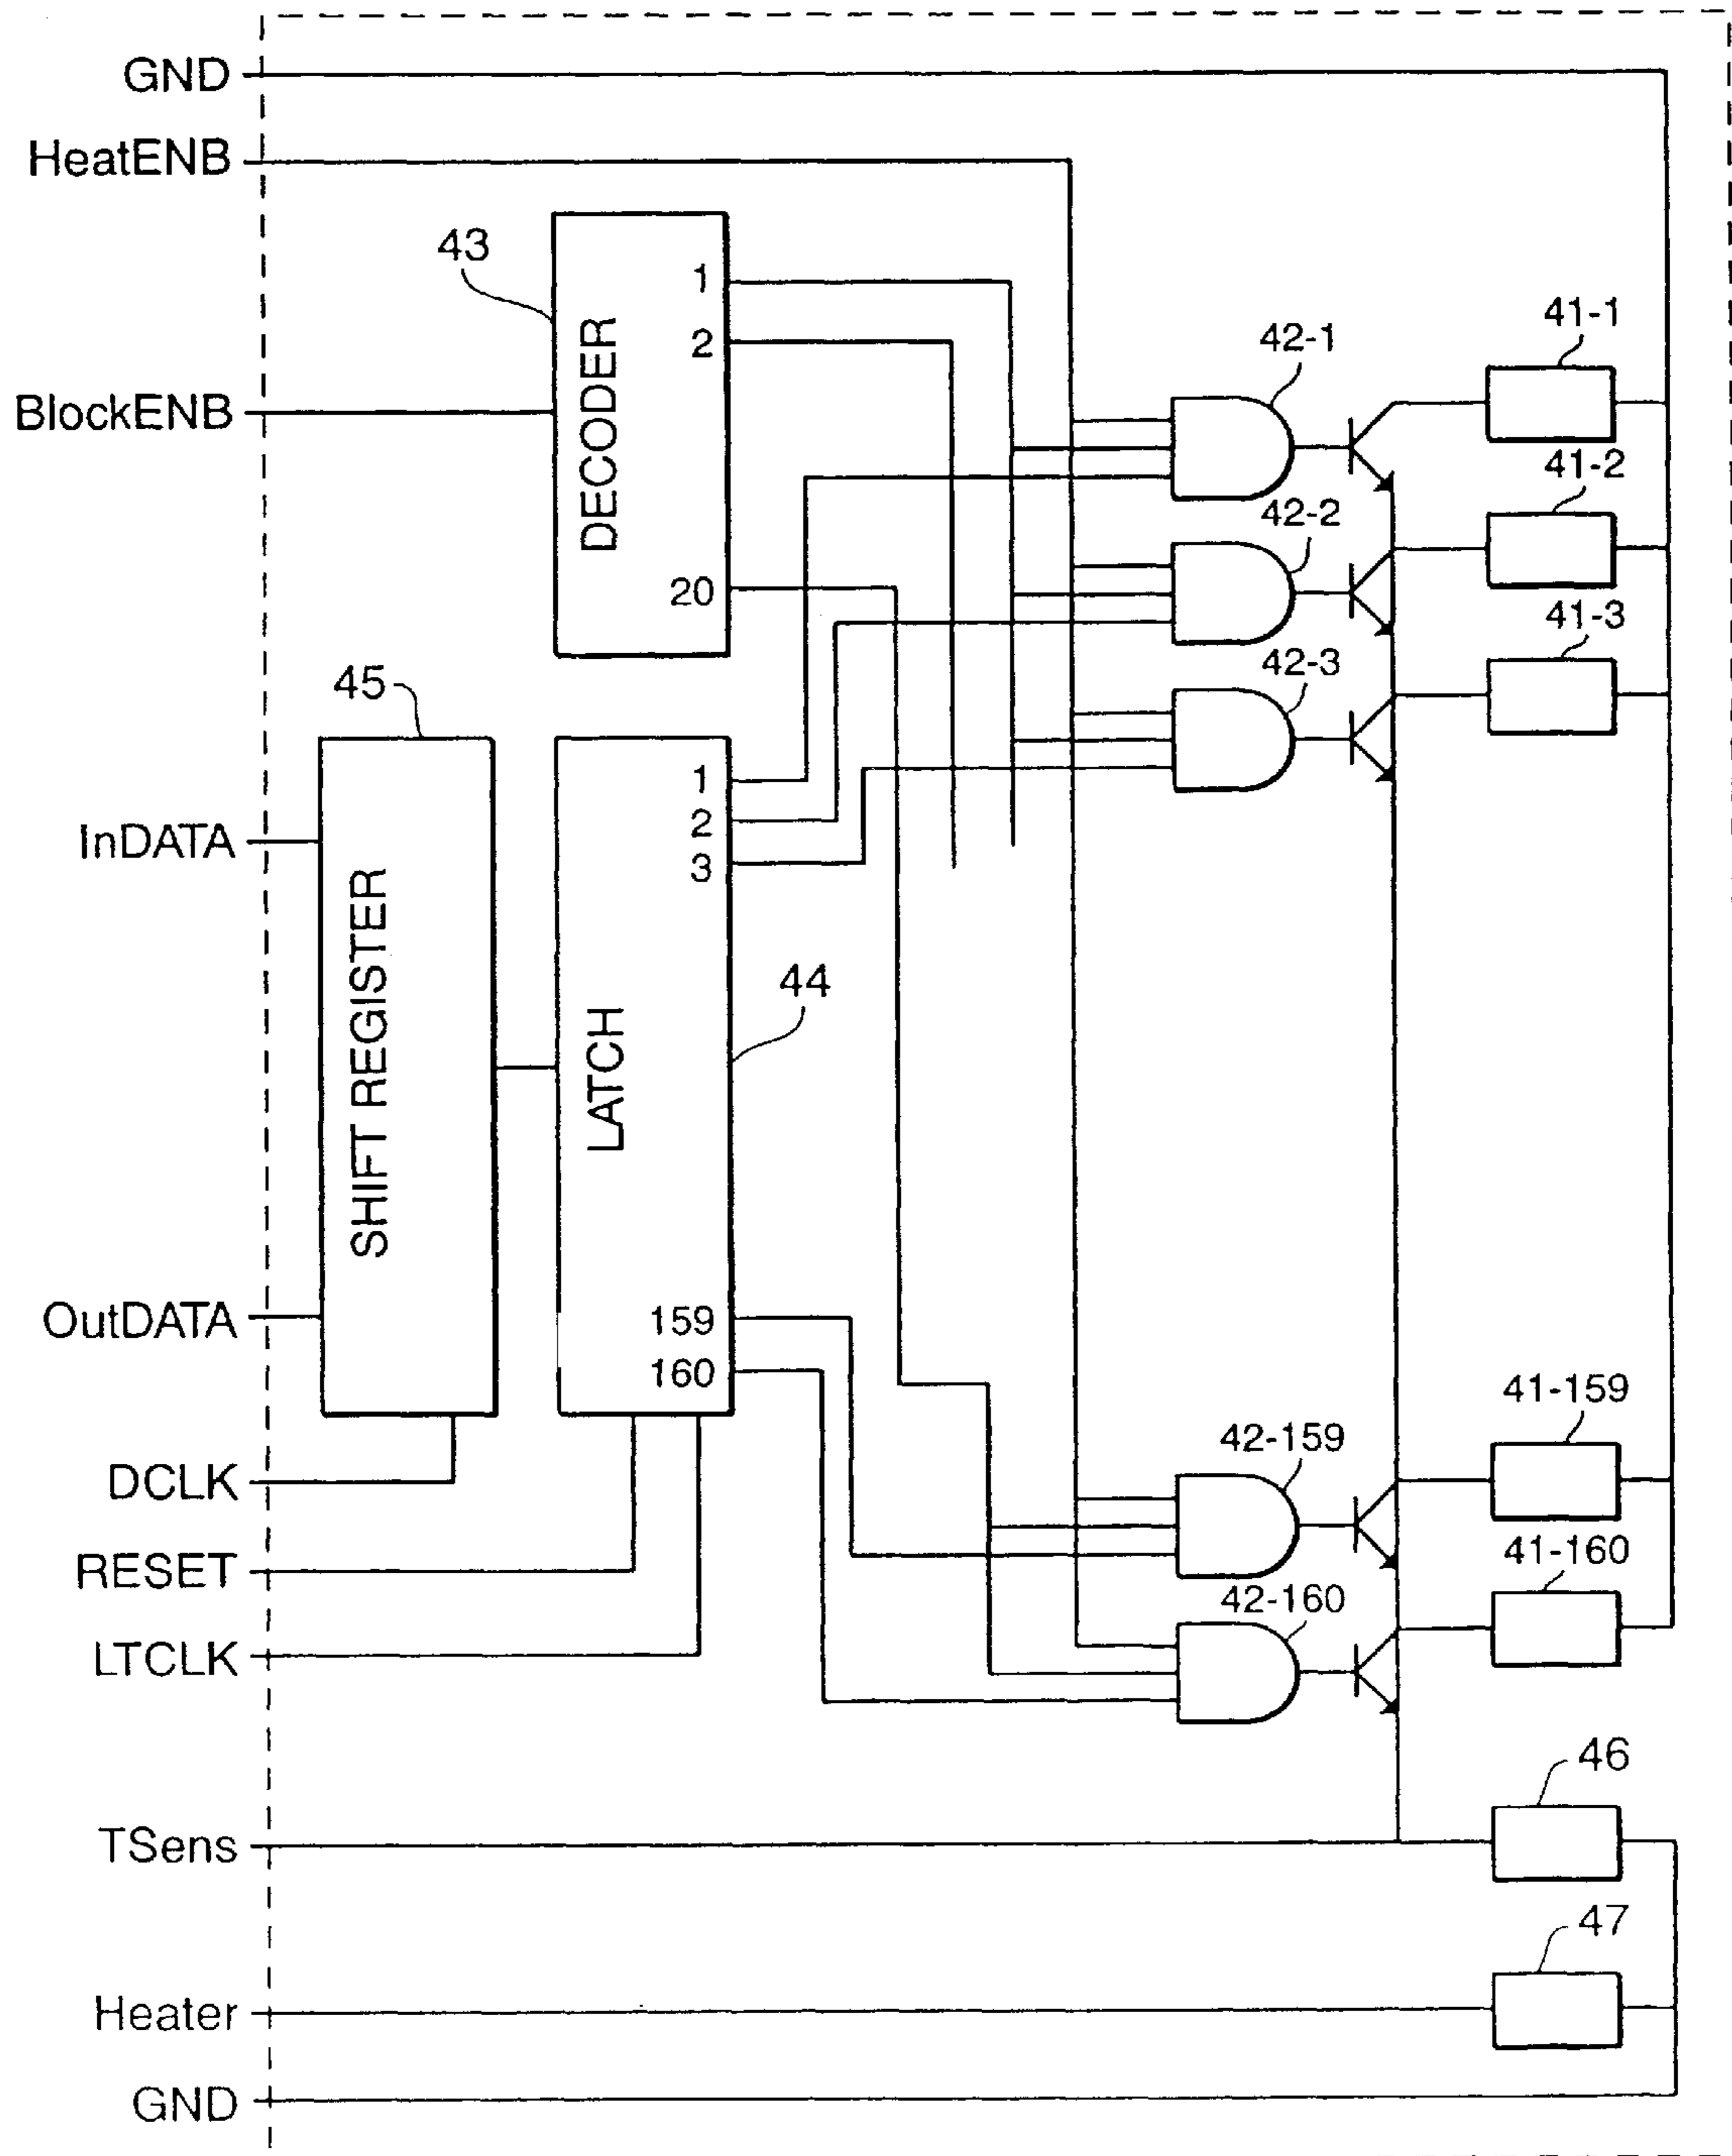 GND
HeatENB
43
1
2
DECODER
20
BlockENB
42-1
41-1
42-2
41-2
42-3
41-3
45
SHIFT REGISTER
InDATA
OutDATA
1
2
3
LATCH
44
159
160
DCLK
RESET
LTCLK
42-159
41-159
42-160
41-160
TSens
46
Heater
47
GND